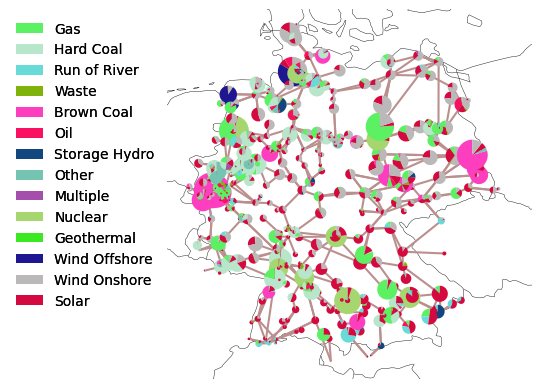 Gas
Hard Coal
Run of River
Waste
Brown Coal
Oil
Storage Hydro
Other
Multiple
Nuclear
Geothermal
Wind Offshore
Wind Onshore
Solar